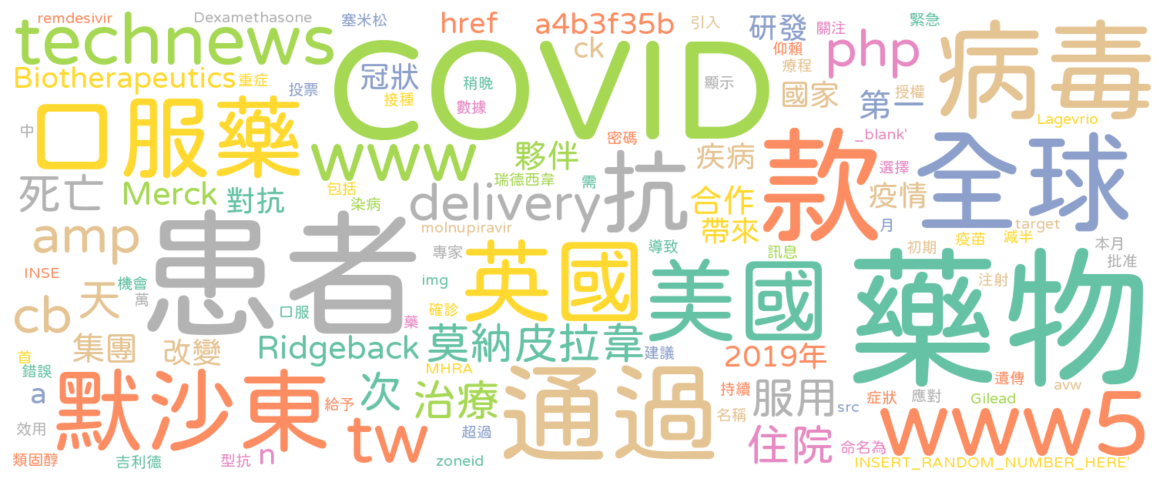 remdesivir
Dexamethasone
塞米松
href
a4b3f35b
引入
研發
關注
緊急
technews
COVID
ck
仰賴
php
病毒
Biotherapeutics
重症
投票
冠狀
接種
稍晚
數據
顯示
療程
國家
第一
授權
Lagevrio
中
口服藥
www
夥伴
密碼
疾病
_blank'
選擇
全球
死亡
Merck
對抗
包括
染病
瑞德西韋
需
抗
合作
款
疫情
delivery
molnupiravir
帶來
月
target
amp
患者
專家
英國
導致
美國
訊息
初期
疫苗
減半
本月
批准
INSE
機會
萬
天
img
注射
藥物
cb
口服
藥
確診
集團
改變
Ridgeback
莫納皮拉韋
建議
2019年
首
錯誤
MHRA
持續
遺傳
avw
a
默沙東
給予
次
治療
通過
名稱
服用
src
症狀
應對
Gilead
www5
效用
tw
超過
住院
命名為
類固醇
吉利德
型抗
n
zoneid
INSERT_RANDOM_NUMBER_HERE'